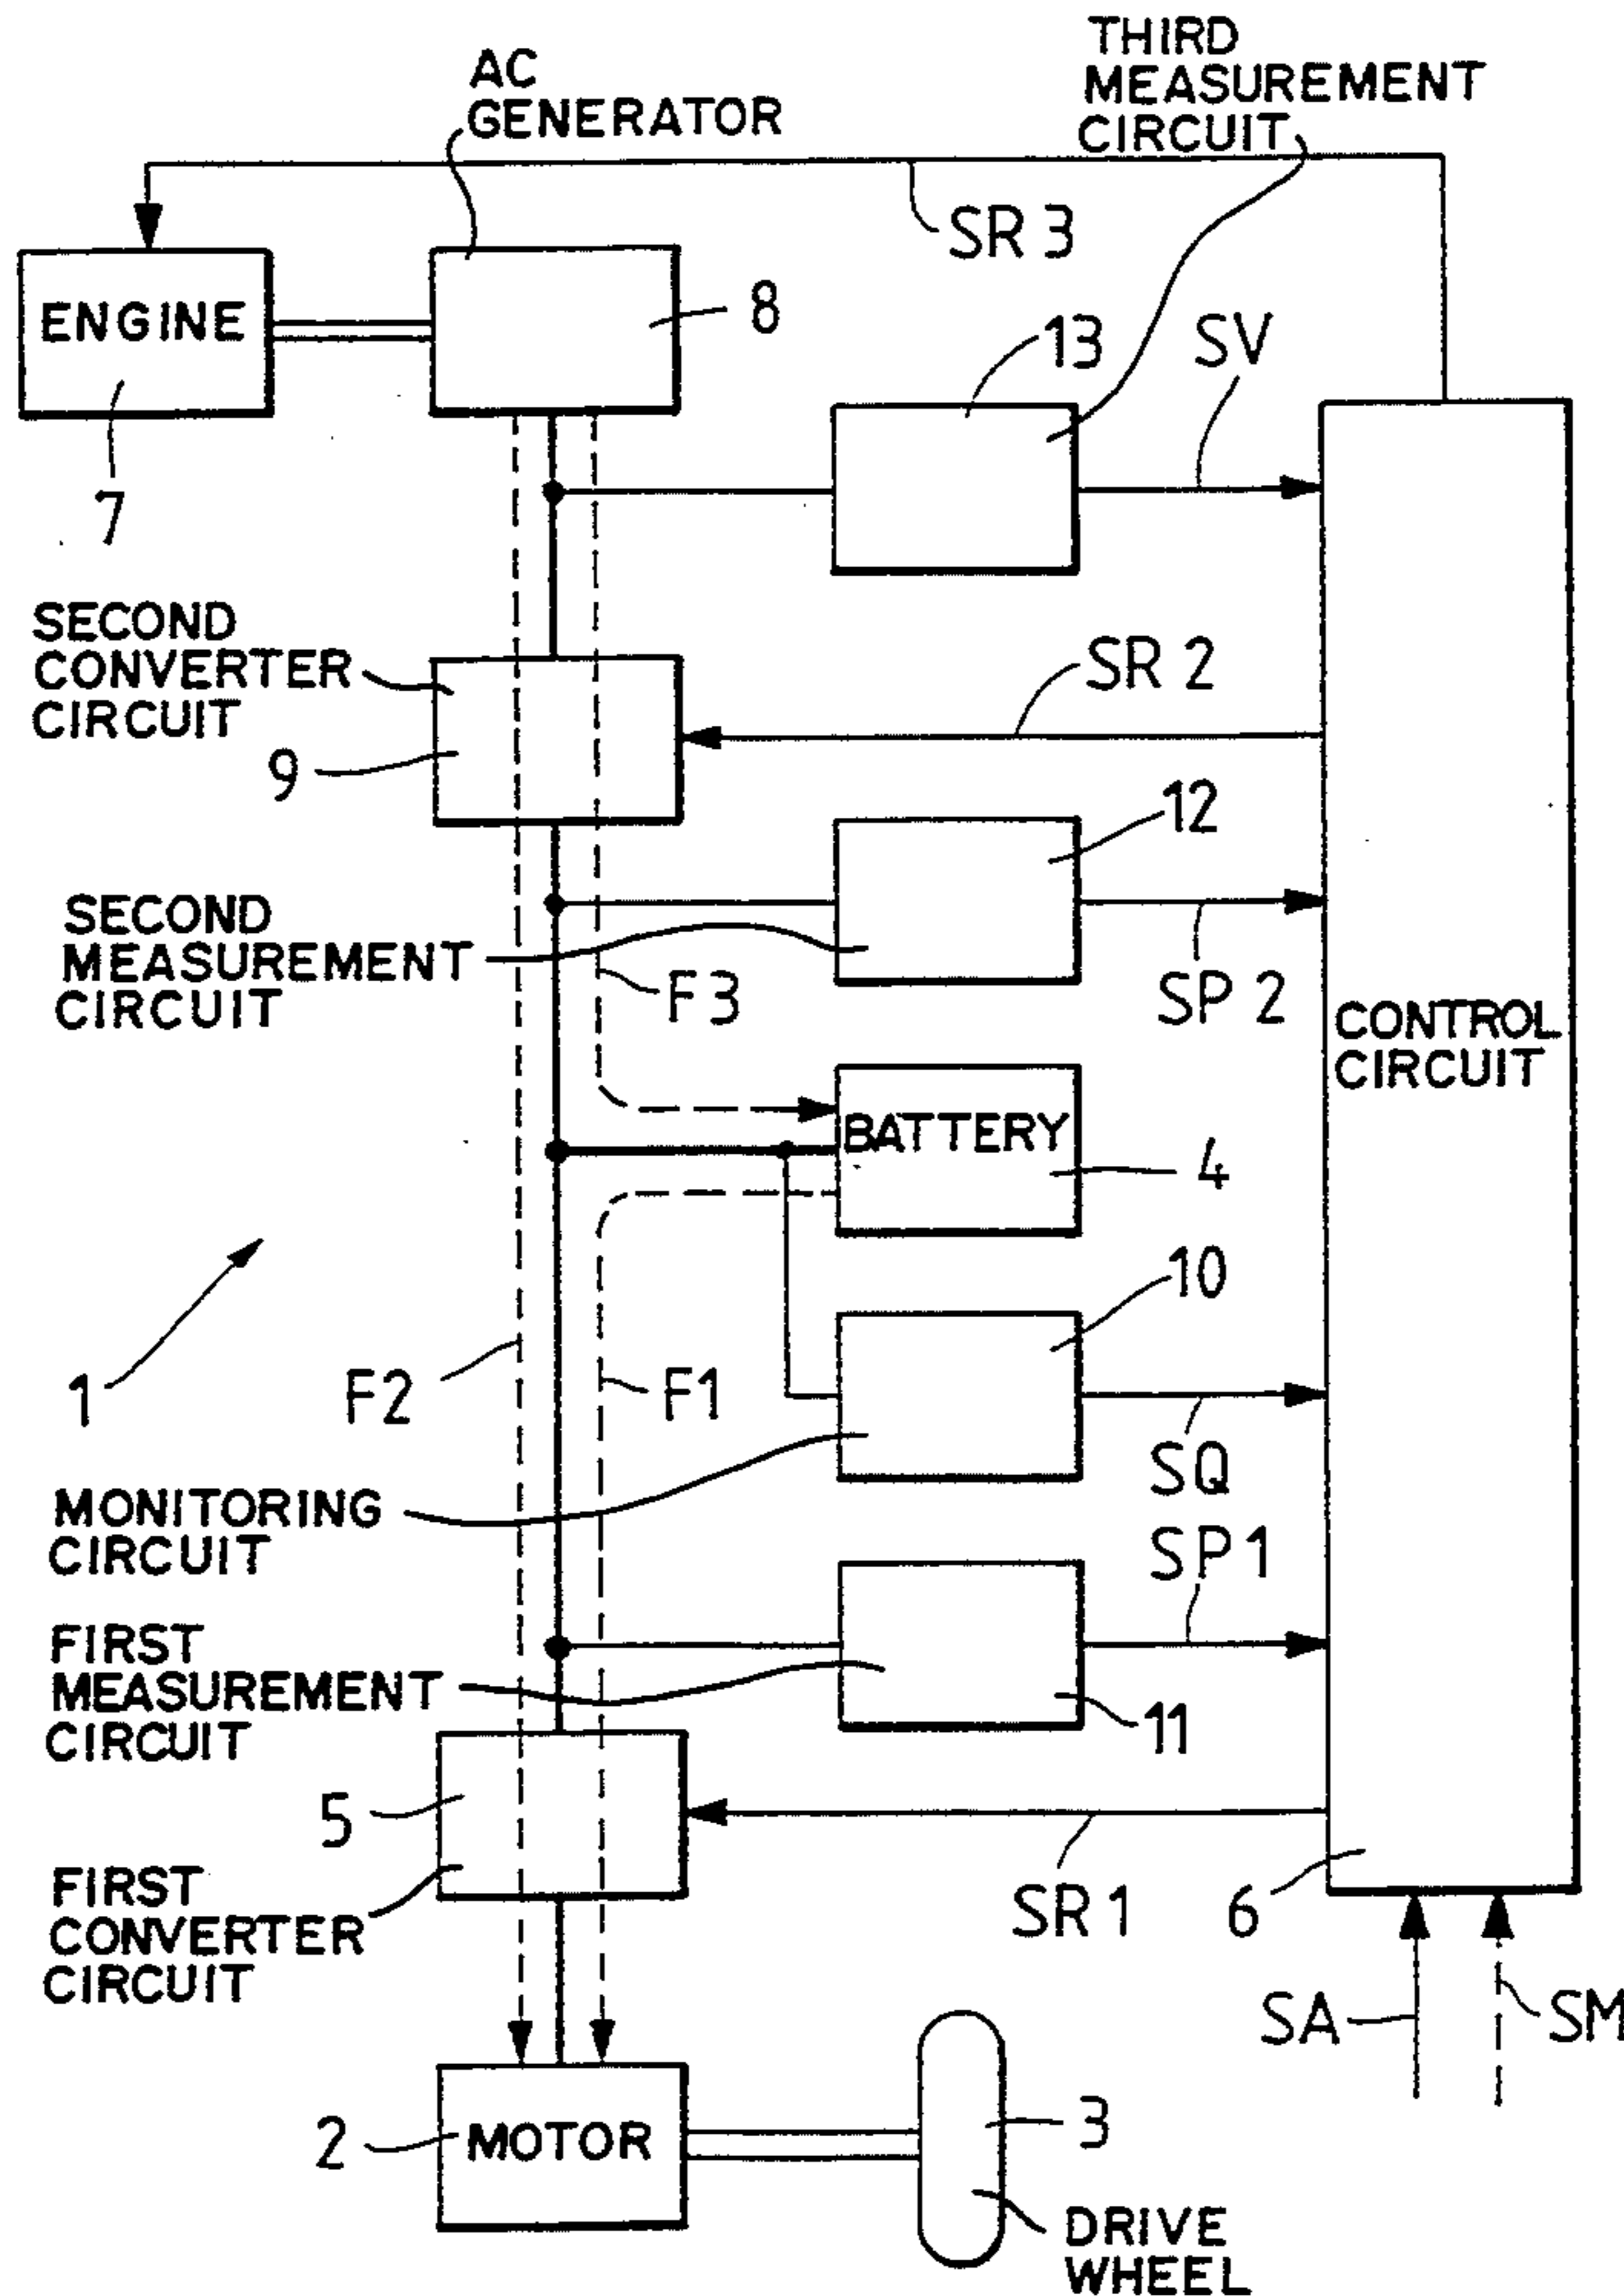 AC
GENERATOR
THIRD
MEASUREMENT
CIRCUIT
SR 3
ENGINE
8
13
SV
7
SECOND
CONVERTER
CIRCUIT
SR 2
9
12
SECOND
MEASUREMENT
CIRCUIT
F3
SP 2
CONTROL
CIRCUIT
BATTERY
4
10
1
F2
F1
SQ
MONITORING
CIRCUIT
SP1
FIRST
MEASUREMENT
CIRCUIT
11
5
FIRST
CONVERTER
CIRCUIT
SR 1
6
SA
SM
2
MOTOR
3
DRIVE
WHEEL